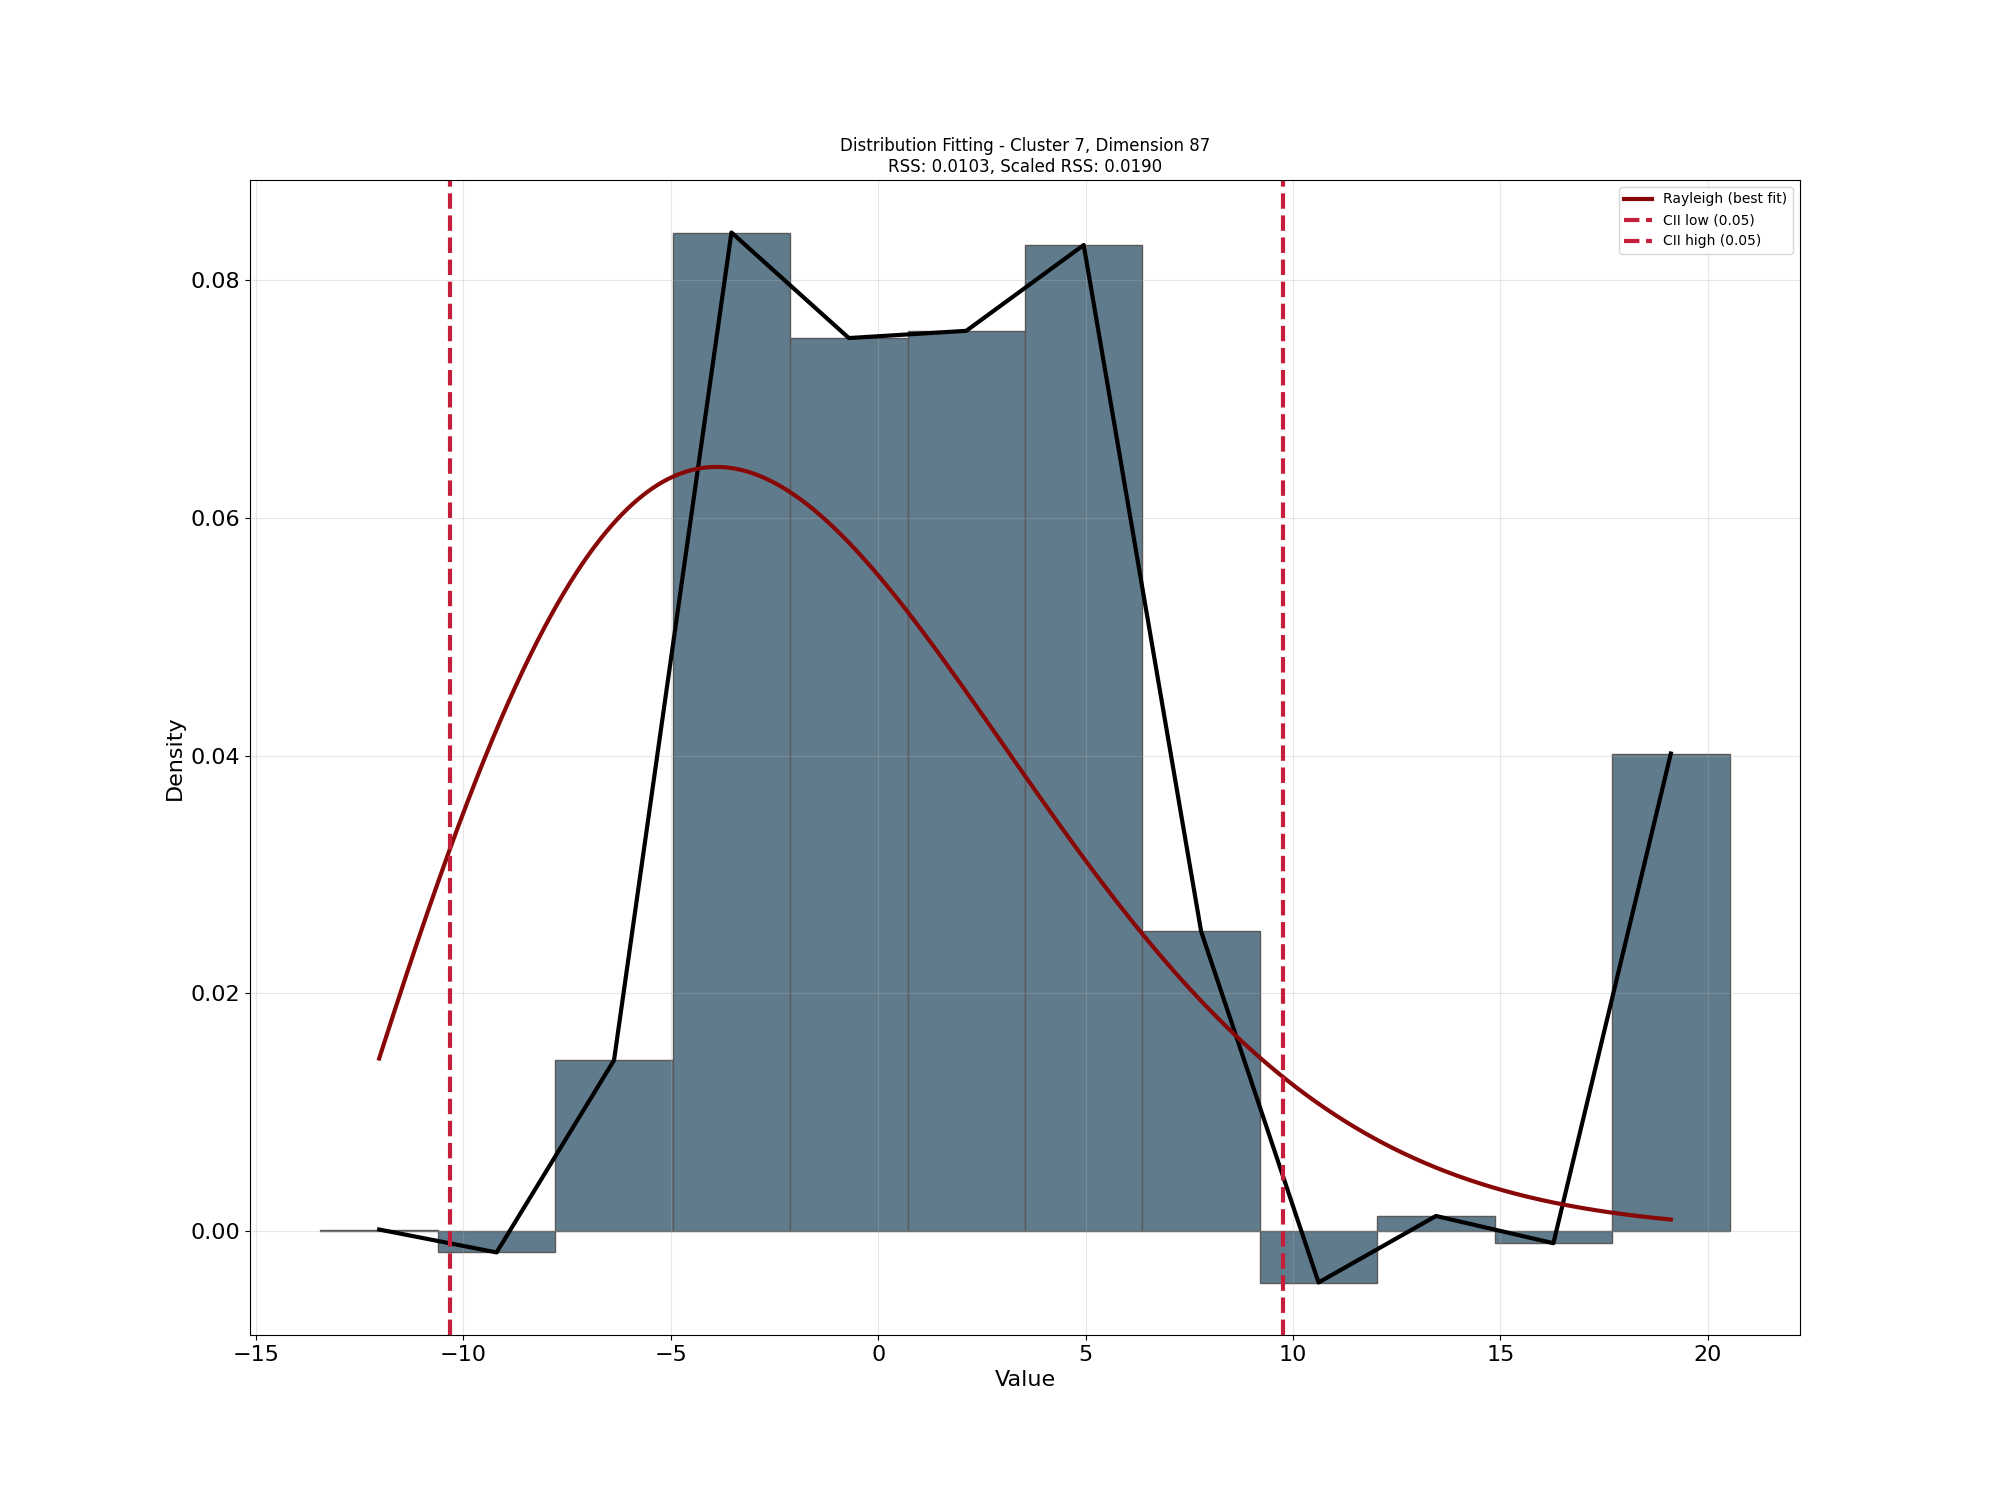 Distribution Fitting - Cluster 7, Dimension 87
RSS: 0.0103, Scaled RSS: 0.0190
Rayleigh (best fit)
CII low (0.05)
CII high (0.05)
Density
0.08
0.06
0.04
0.02
0.00
−15 −10 −5 0 5 10 15 20
Value